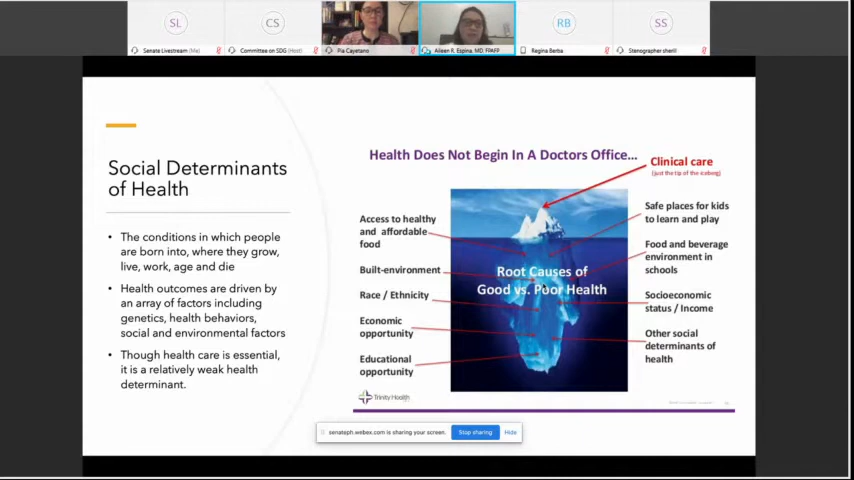 SL
CS
RB
SS
Senate Livestream (Me)
Committee on SDG (Host)
Pia Cayetano
Aileen R. Espina, MD, FPAFP
Regina Berba
Stenographer sherill
Social Determinants
of Health
• The conditions in which people
are born into, where they grow,
live, work, age and die
• Health outcomes are driven by
an array of factors including
genetics, health behaviors,
social and environmental factors
• Though health care is essential,
it is a relatively weak health
determinant.
Health Does Not Begin In A Doctors Office...
Clinical care
(just the tip of the iceberg)
Access to healthy
and affordable
food
Built-environment
Race / Ethnicity
Economic
opportunity
Educational
opportunity
Root Causes of
Good vs. Poor Health
Safe places for kids
to learn and play
Food and beverage
environment in
schools
Socioeconomic
status / Income
Other social
determinants of
health
Trinity Health
senateph.webex.com is sharing your screen.
Stop sharing
Hide